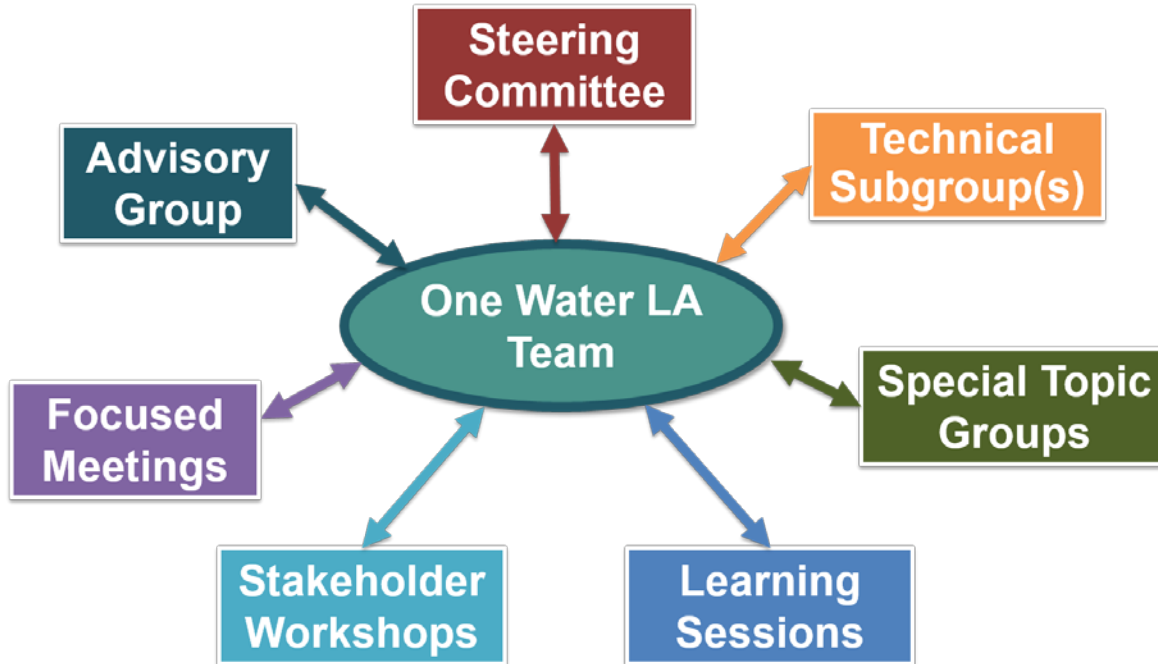 Steering
Committee
Advisory
Group
Technical
Subgroup(s)
One Water LA
Team
Focused
Meetings
Special Topic
Groups
Stakeholder
Workshops
Learning
Sessions